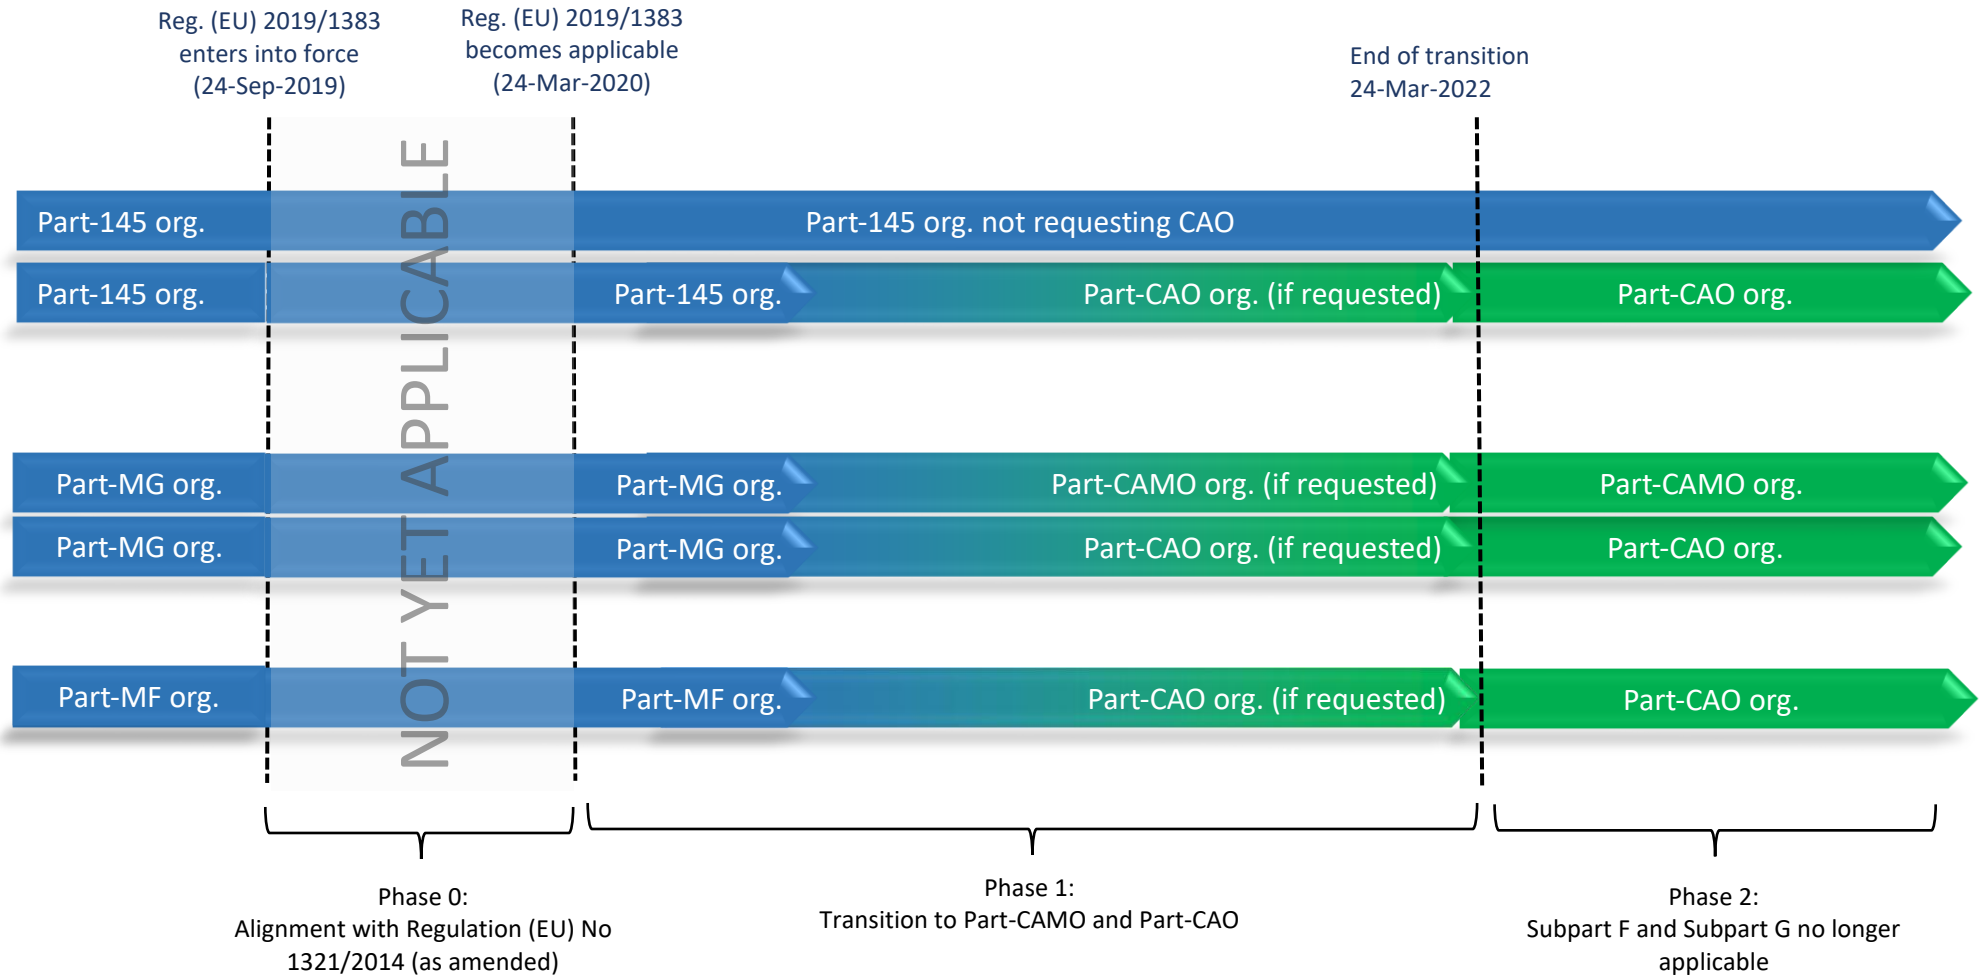 Reg. (EU) 2019/1383
enters into force
(24-Sep-2019)
Reg. (EU) 2019/1383
becomes applicable
(24-Mar-2020)
End of transition
24-Mar-2022
NOT YET APPLICABLE
Part-145 org.
Part-145 org. not requesting CAO
Part-145 org.
Part-145 org.
Part-CAO org. (if requested)
Part-CAO org.
Part-MG org.
Part-MG org.
Part-CAMO org. (if requested)
Part-CAMO org.
Part-MG org.
Part-MG org.
Part-CAO org. (if requested)
Part-CAO org.
Part-MF org.
Part-MF org.
Part-CAO org. (if requested)
Part-CAO org.
Phase 0:
Alignment with Regulation (EU) No
1321/2014 (as amended)
Phase 1:
Transition to Part-CAMO and Part-CAO
Phase 2:
Subpart F and Subpart G no longer
applicable